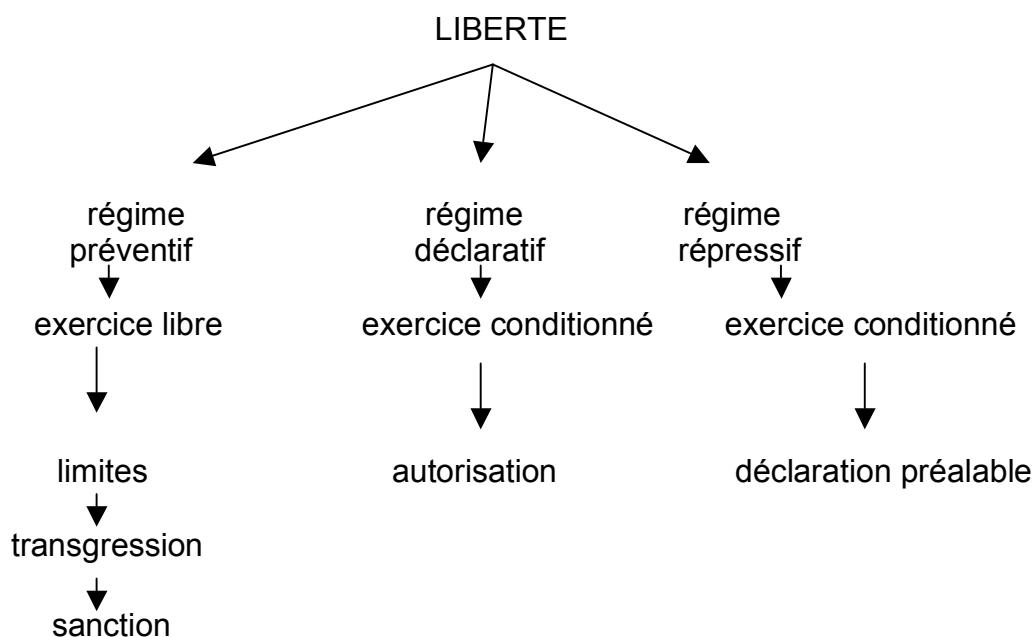 LIBERTE
régime
préventif
régime
déclaratif
régime
répressif
exercice libre
exercice conditionné
exercice conditionné
limites
autorisation
déclaration préalable
transgression
sanction